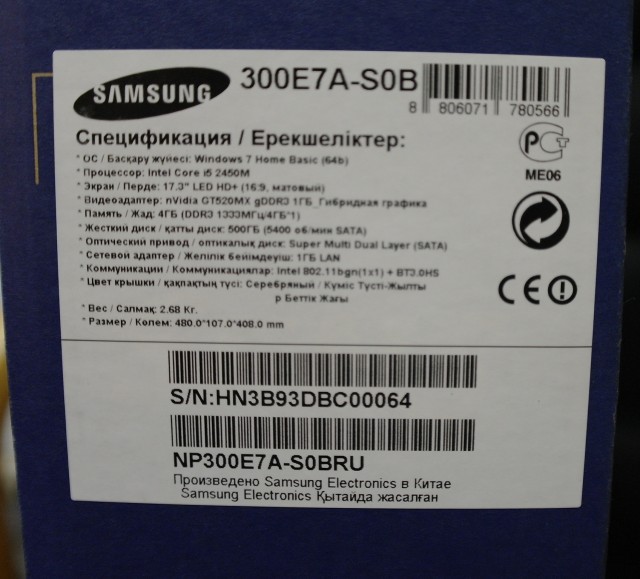 SAMSUNG
300E7A-S0B
8 806071 780566
Спецификация / Ерекшеліктер:
* ОС / Басқару жүйесі: Windows 7 Home Basic (64b)
* Процессор: Intel Core i5 2450M
* Экран / Перде: 17.3" LED HD+ (16:9, матовый)
* Видеоадаптер: nVidia GT520MX gDDR3 1ГБ_Гибридная графика
* Память / Жад: 4ГБ (DDR3 1333МГц/4ГБ*1)
* Жесткий диск / қатты диск: 500ГБ (5400 об/мин SATA)
* Оптический привод / оптикалық диск: Super Multi Dual Layer (SATA)
* Сетевой адаптер / Желілік бейімдеуіш: 1ГБ LAN
* Коммуникации / Коммуникациялар: Intel 802.11bgn(1x1) + BT3.0HS
* Цвет крышки / қақпақтың түсі: Серебряный / Күміс Түсті-Жылты
р Беттік Жағы
* Вес / Салмақ: 2.68 Кг.
* Размер / Көлем: 480.0*107.0*408.0 mm
РСТ
ME06
CE
S/N:HN3B93DBC00064
NP300E7A-S0BRU
Произведено Samsung Electronics в Китае
Samsung Electronics Қытайда жасалған